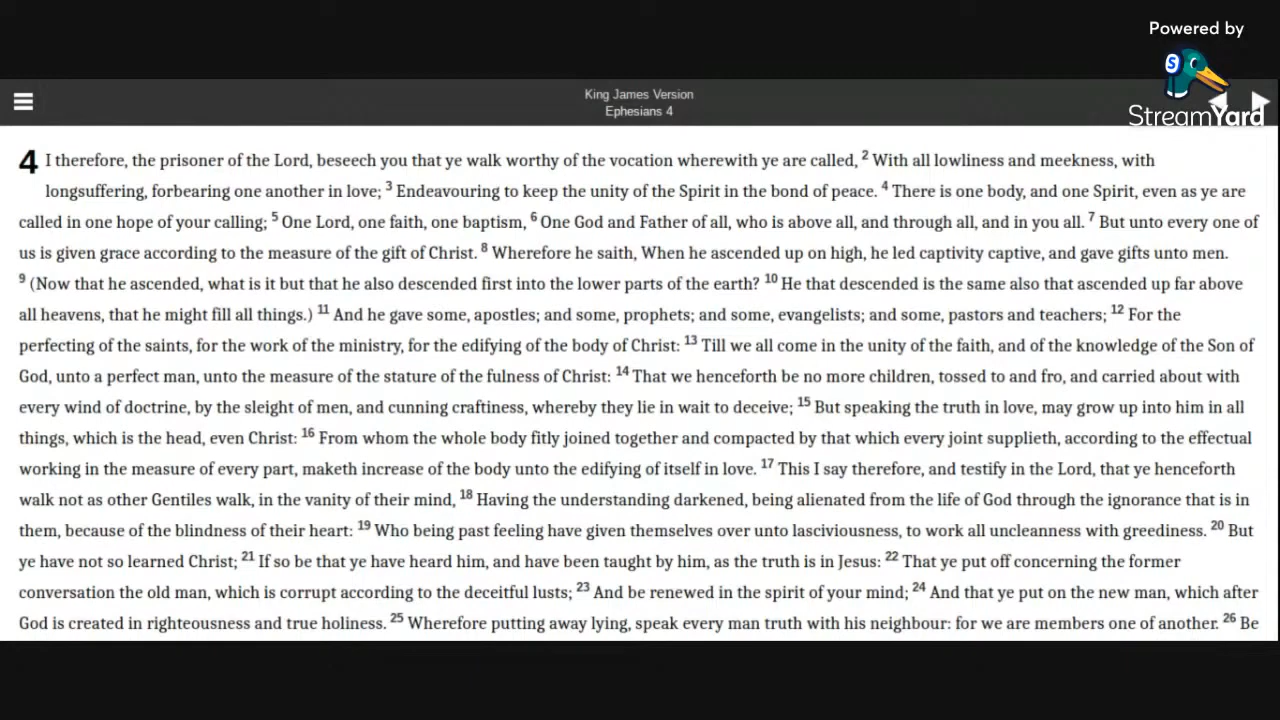 Powered by
S
StreamYard
King James Version
Ephesians 4
4 I therefore, the prisoner of the Lord, beseech you that ye walk worthy of the vocation wherewith ye are called, 2 With all lowliness and meekness, with
longsuffering, forbearing one another in love; 3 Endeavouring to keep the unity of the Spirit in the bond of peace. 4 There is one body, and one Spirit, even as ye are
called in one hope of your calling; 5 One Lord, one faith, one baptism, 6 One God and Father of all, who is above all, and through all, and in you all. 7 But unto every one of
us is given grace according to the measure of the gift of Christ. 8 Wherefore he saith, When he ascended up on high, he led captivity captive, and gave gifts unto men.
9 (Now that he ascended, what is it but that he also descended first into the lower parts of the earth? 10 He that descended is the same also that ascended up far above
all heavens, that he might fill all things.) 11 And he gave some, apostles; and some, prophets; and some, evangelists; and some, pastors and teachers; 12 For the
perfecting of the saints, for the work of the ministry, for the edifying of the body of Christ: 13 Till we all come in the unity of the faith, and of the knowledge of the Son of
God, unto a perfect man, unto the measure of the stature of the fulness of Christ: 14 That we henceforth be no more children, tossed to and fro, and carried about with
every wind of doctrine, by the sleight of men, and cunning craftiness, whereby they lie in wait to deceive; 15 But speaking the truth in love, may grow up into him in all
things, which is the head, even Christ: 16 From whom the whole body fitly joined together and compacted by that which every joint supplieth, according to the effectual
working in the measure of every part, maketh increase of the body unto the edifying of itself in love. 17 This I say therefore, and testify in the Lord, that ye henceforth
walk not as other Gentiles walk, in the vanity of their mind, 18 Having the understanding darkened, being alienated from the life of God through the ignorance that is in
them, because of the blindness of their heart: 19 Who being past feeling have given themselves over unto lasciviousness, to work all uncleanness with greediness. 20 But
ye have not so learned Christ; 21 If so be that ye have heard him, and have been taught by him, as the truth is in Jesus: 22 That ye put off concerning the former
conversation the old man, which is corrupt according to the deceitful lusts; 23 And be renewed in the spirit of your mind; 24 And that ye put on the new man, which after
God is created in righteousness and true holiness. 25 Wherefore putting away lying, speak every man truth with his neighbour: for we are members one of another. 26 Be